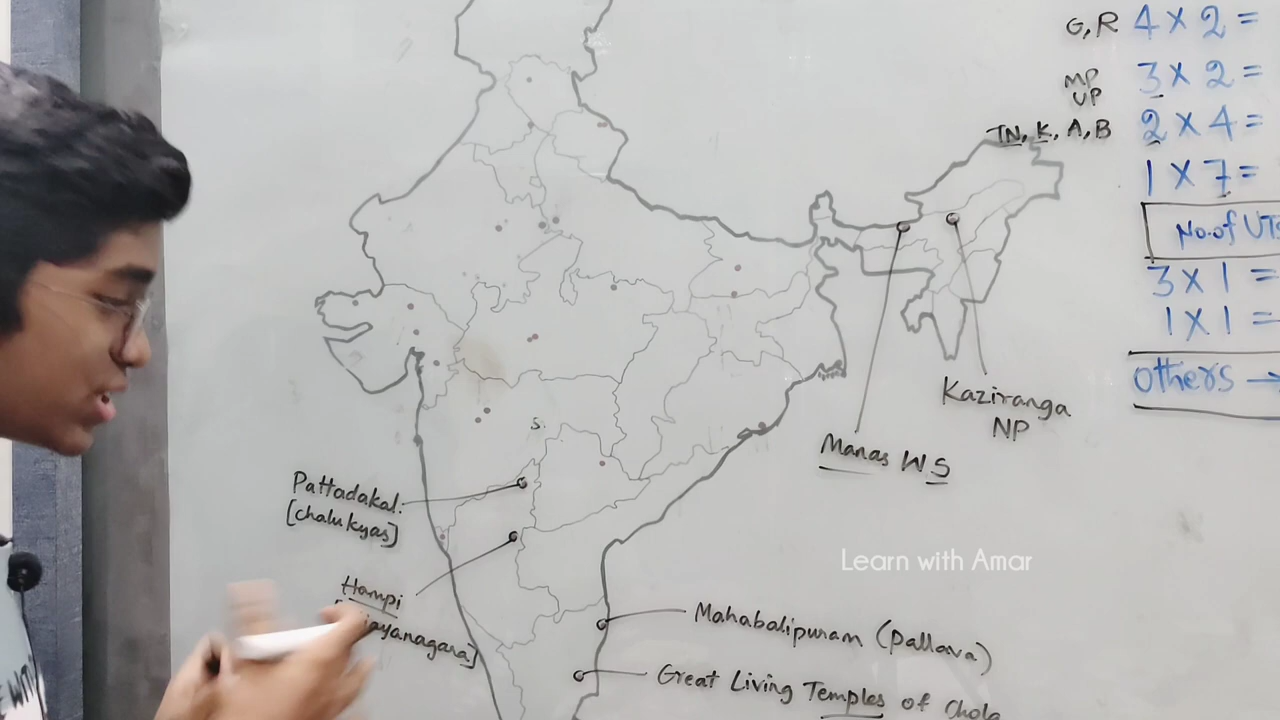 G,R 4 x 2 =
MP
UP
3 x 2 =
TN, K, A, B 2 x 4 =
1 x 7 =
No.of UTs
3 x 1 =
1 x 1 =
Others →
Kaziranga
NP
Manas WS
S.
Pattadakal.
[chalukyas]
Hampi
Mahabalipuram (pallava)
Great Living Temples of Chola
Learn with Amar